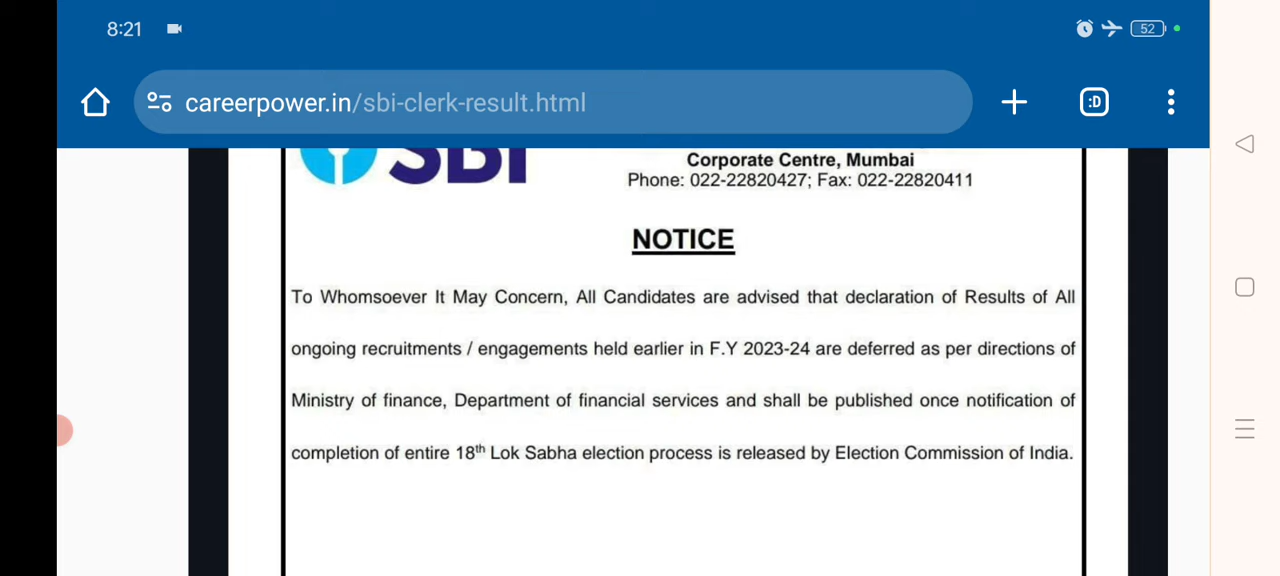 8:21
52
careerpower.in/sbi-clerk-result.html
:D
SBI
Corporate Centre, Mumbai
Phone: 022-22820427; Fax: 022-22820411
NOTICE
To Whomsoever It May Concern, All Candidates are advised that declaration of Results of All
ongoing recruitments / engagements held earlier in F.Y 2023-24 are deferred as per directions of
Ministry of finance, Department of financial services and shall be published once notification of
completion of entire 18th Lok Sabha election process is released by Election Commission of India.